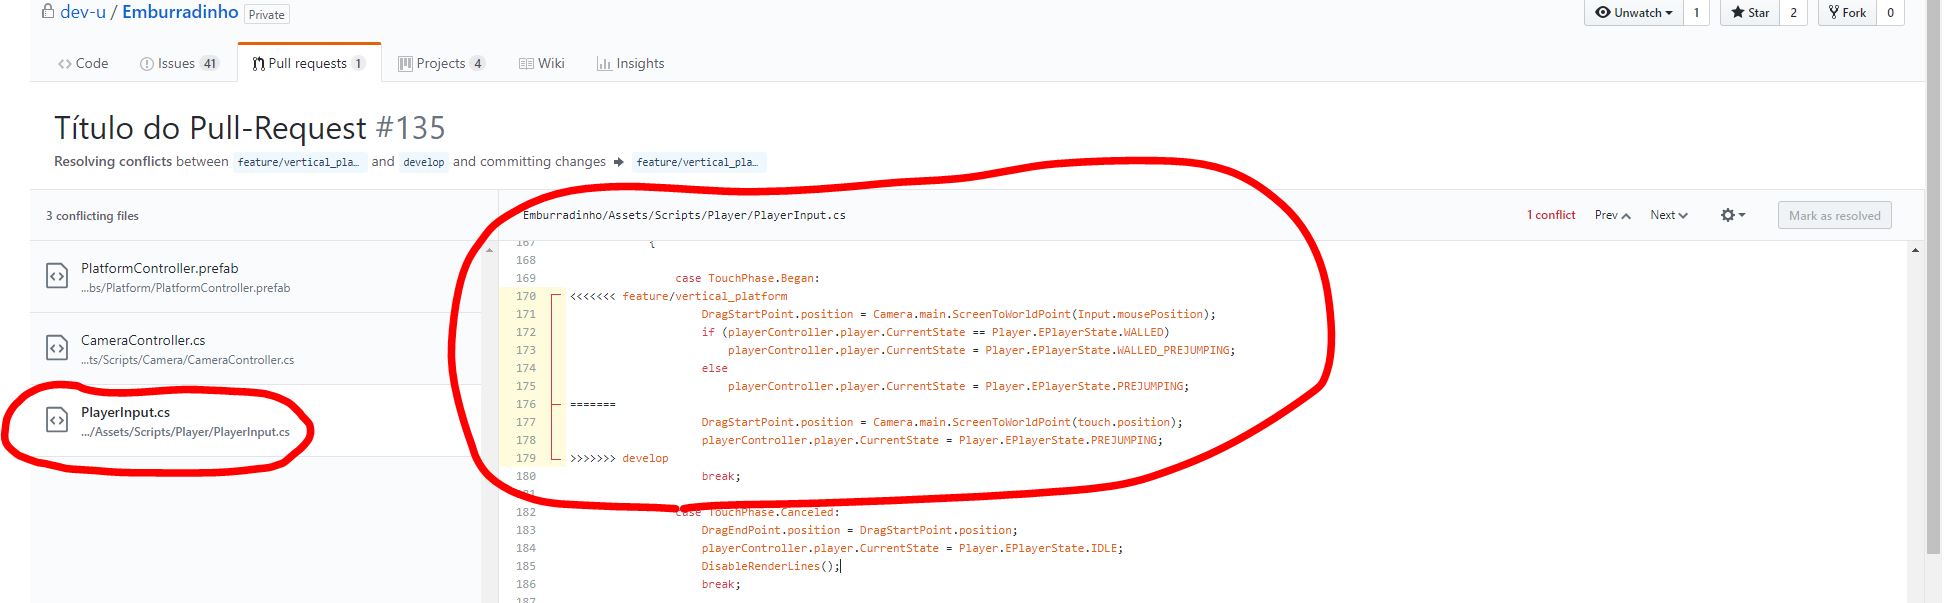 dev-u / Emburradinho Private
Unwatch 1 Star 2 Fork 0
Code Issues 41 Pull requests 1 Projects 4 Wiki Insights
Título do Pull-Request #135
Resolving conflicts between feature/vertical_pla… and develop and committing changes → feature/vertical_pla…
3 conflicting files
PlatformController.prefab
…bs/Platform/PlatformController.prefab
CameraController.cs
…ts/Scripts/Camera/CameraController.cs
PlayerInput.cs
…/Assets/Scripts/Player/PlayerInput.cs
Emburradinho/Assets/Scripts/Player/PlayerInput.cs 1 conflict Prev Next Mark as resolved
167 {
168
169 case TouchPhase.Began:
170 <<<<<<< feature/vertical_platform
171 DragStartPoint.position = Camera.main.ScreenToWorldPoint(Input.mousePosition);
172 if (playerController.player.CurrentState == Player.EPlayerState.WALLED)
173 playerController.player.CurrentState = Player.EPlayerState.WALLED_PREJUMPING;
174 else
175 playerController.player.CurrentState = Player.EPlayerState.PREJUMPING;
176 =======
177 DragStartPoint.position = Camera.main.ScreenToWorldPoint(touch.position);
178 playerController.player.CurrentState = Player.EPlayerState.PREJUMPING;
179 >>>>>>> develop
180 break;
181
182 case TouchPhase.Canceled:
183 DragEndPoint.position = DragStartPoint.position;
184 playerController.player.CurrentState = Player.EPlayerState.IDLE;
185 DisableRenderLines();
186 break;
187